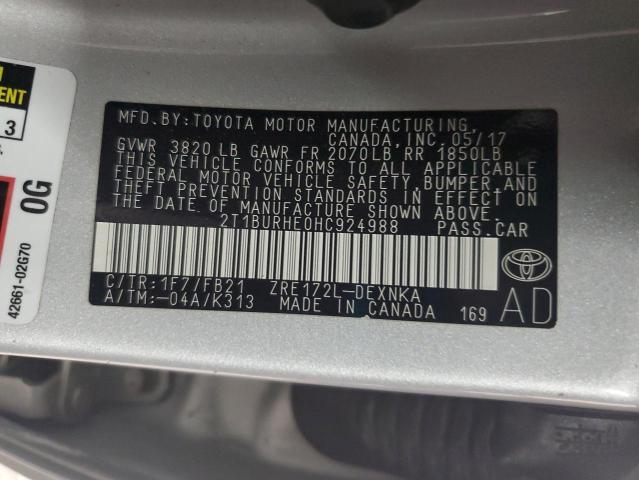 MENT
3
0G
42661-02G70
MFD. BY: TOYOTA MOTOR MANUFACTURING,
CANADA, INC. 05/17
GVWR 3820 LB GAWR FR 2070LB RR 1850LB
THIS VEHICLE CONFORMS TO ALL APPLICABLE
FEDERAL MOTOR VEHICLE SAFETY, BUMPER, AND
THEFT PREVENTION STANDARDS IN EFFECT ON
THE DATE OF MANUFACTURE SHOWN ABOVE.
2T1BURHE0HC924988 PASS. CAR
C/TR: 1F7/FB21 ZRE172L-DEXNKA
A/TM: -04A/K313 MADE IN CANADA 169
AD